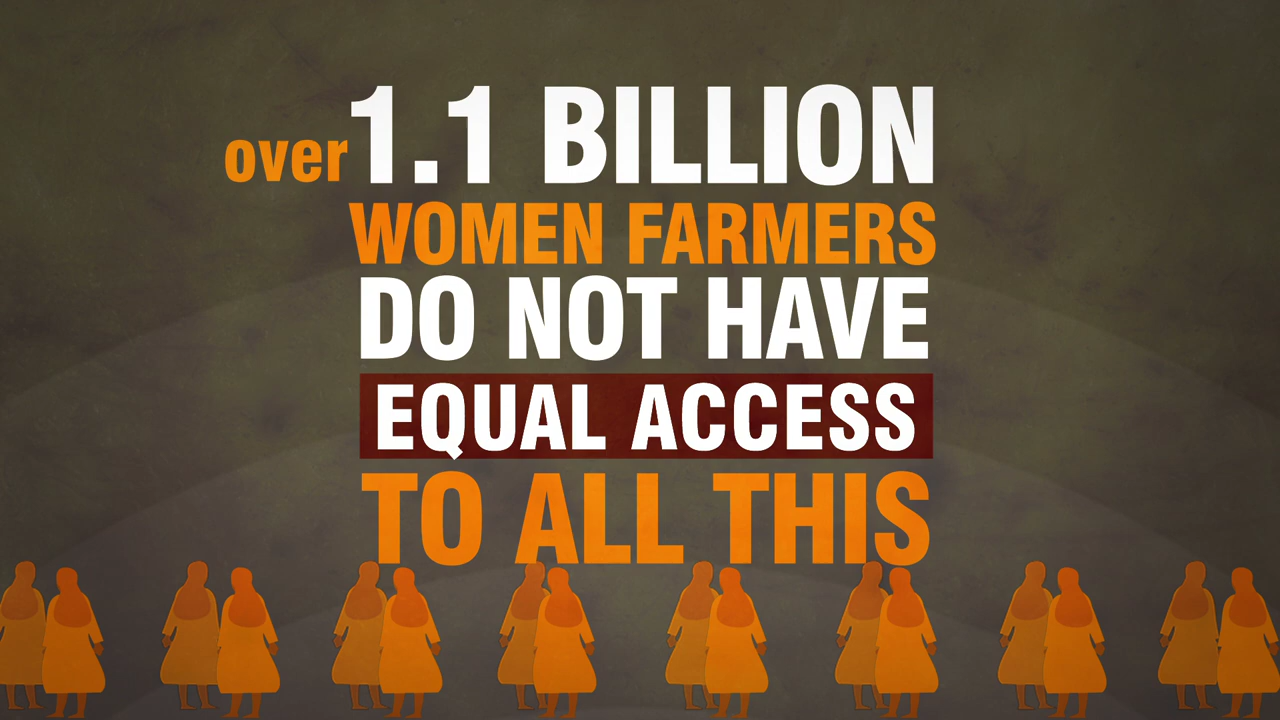 over 1.1 BILLION
WOMEN FARMERS
DO NOT HAVE
EQUAL ACCESS
TO ALL THIS